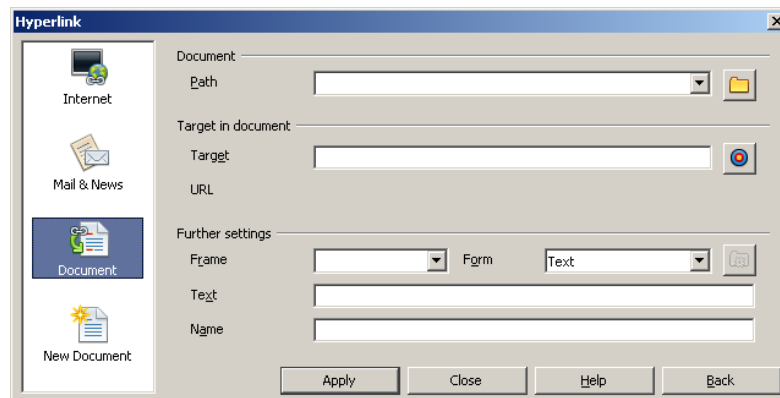 Hyperlink
Internet
Mail & News
Document
New Document
Document
Path
Target in document
Target
URL
Further settings
Frame
Form
Text
Text
Name
Apply
Close
Help
Back